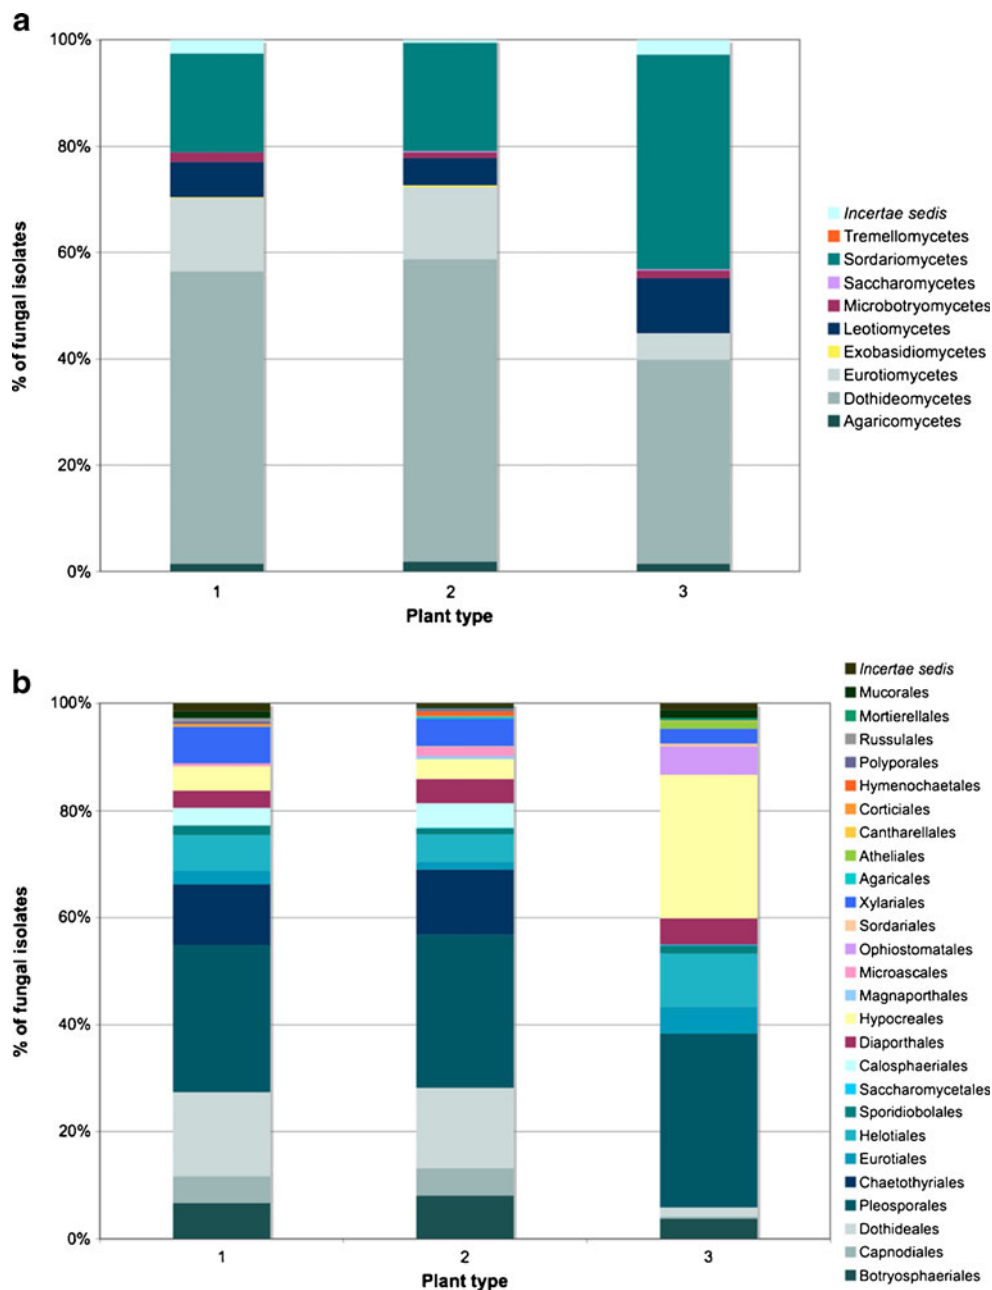 a
100%
80%
60%
40%
20%
0%
% of fungal isolates
1 2 3
Plant type
Incertae sedis
Tremellomycetes
Sordariomycetes
Saccharomycetes
Microbotryomycetes
Leotiomycetes
Exobasidiomycetes
Eurotiomycetes
Dothideomycetes
Agaricomycetes
b
100%
80%
60%
40%
20%
0%
% of fungal isolates
1 2 3
Plant type
Incertae sedis
Mucorales
Mortierellales
Russulales
Polyporales
Hymenochaetales
Corticiales
Cantharellales
Atheliales
Agaricales
Xylariales
Sordariales
Ophiostomatales
Microascales
Magnaporthales
Hypocreales
Diaporthales
Calosphaeriales
Saccharomycetales
Sporidiobolales
Helotiales
Eurotiales
Chaetothyriales
Pleosporales
Dothideales
Capnodiales
Botryosphaeriales